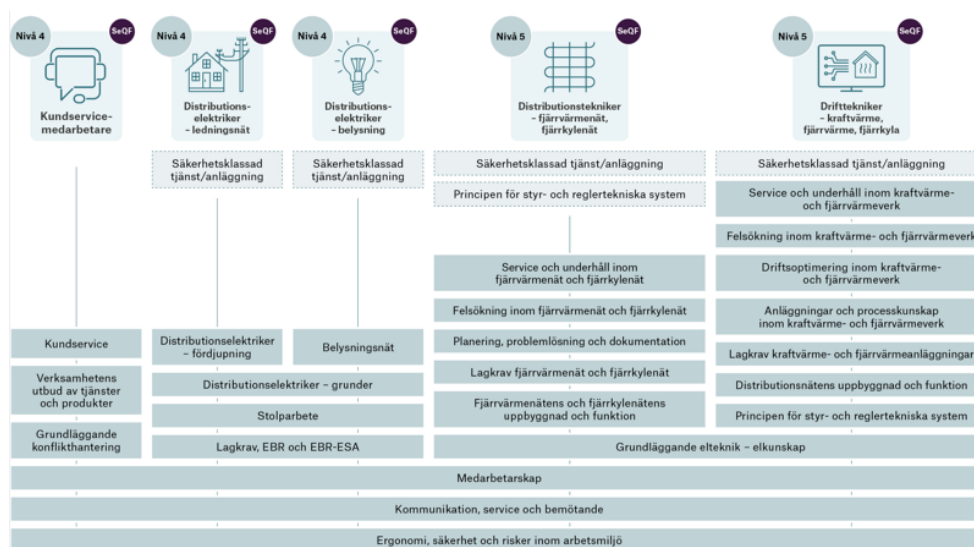 Nivå 4
SeQF
Kundservice-
medarbetare
Nivå 4
SeQF
Distributions-
elektriker
– ledningsnät
Nivå 4
SeQF
Distributions-
elektriker
– belysning
Nivå 5
SeQF
Distributionstekniker
– fjärrvärmenät,
fjärrkylenät
Nivå 5
SeQF
Drifttekniker
– kraftvärme,
fjärrvärme, fjärrkyla
Säkerhetsklassad
tjänst/anläggning
Säkerhetsklassad
tjänst/anläggning
Säkerhetsklassad tjänst/anläggning
Säkerhetsklassad tjänst/anläggning
Principen för styr- och reglertekniska system
Service och underhåll inom kraftvärme-
och fjärrvärmeverk
Felsökning inom kraftvärme- och fjärrvärmeverk
Service och underhåll inom
fjärrvärmenät och fjärrkylenät
Driftsoptimering inom kraftvärme-
och fjärrvärmeverk
Felsökning inom fjärrvärmenät och fjärrkylenät
Anläggningar och processkunskap
inom kraftvärme- och fjärrvärmeverk
Kundservice
Distributionselektriker
– fördjupning
Belysningsnät
Planering, problemlösning och dokumentation
Lagkrav kraftvärme- och fjärrvärmeanläggningar
Verksamhetens
utbud av tjänster
och produkter
Distributionselektriker – grunder
Lagkrav fjärrvärmenät och fjärrkylenät
Distributionsnätens uppbyggnad och funktion
Stolparbete
Fjärrvärmenätens och fjärrkylenätens
uppbyggnad och funktion
Principen för styr- och reglertekniska system
Grundläggande
konflikthantering
Lagkrav, EBR och EBR-ESA
Grundläggande elteknik – elkunskap
Medarbetarskap
Kommunikation, service och bemötande
Ergonomi, säkerhet och risker inom arbetsmiljö